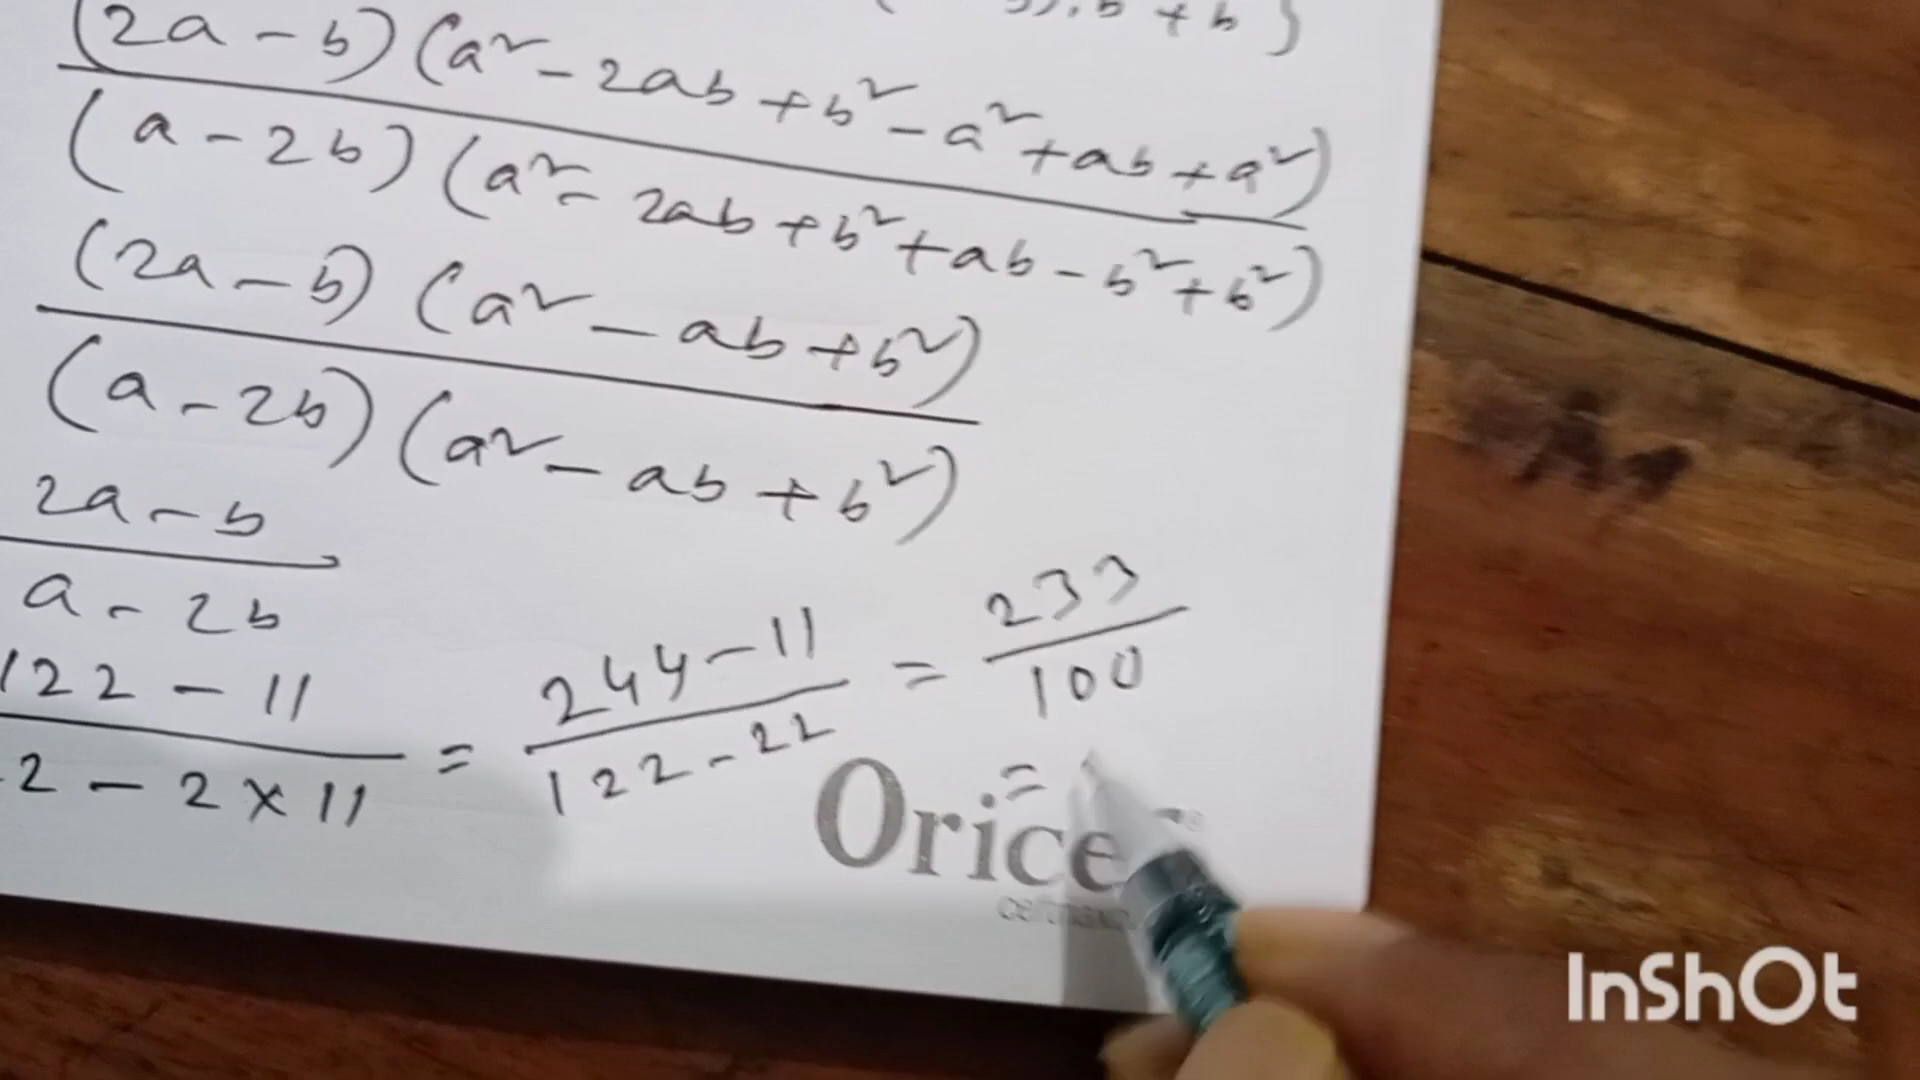 b + b }
(2a - b) (a² - 2ab + b² - a² + ab + a²)
(a - 2b) (a² - 2ab + b² + ab - b² + b²)
(2a - b) (a² - ab + b²)
(a - 2b) (a² - ab + b²)
2a - b
a - 2b
122 - 11
2 - 2 × 11
=
244 - 11
122 - 22
=
233
100
=
Orice
InShOt